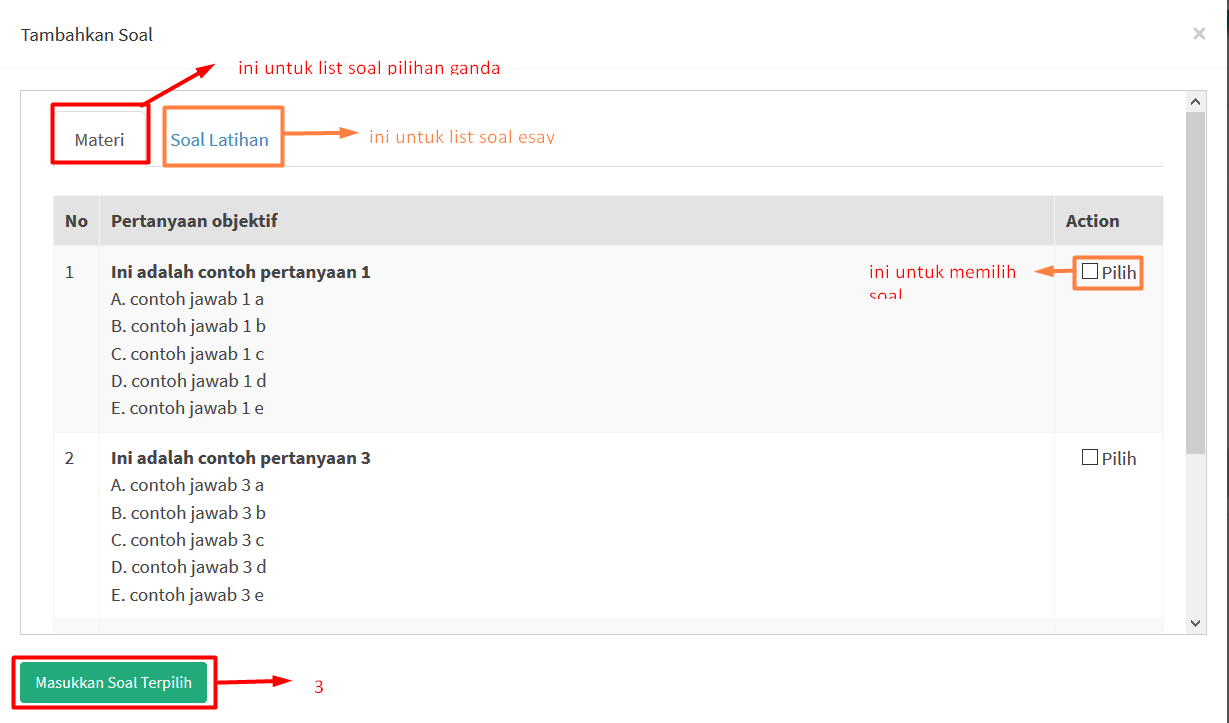 Tambahkan Soal
×
ini untuk list soal pilihan ganda
Materi
Soal Latihan
ini untuk list soal esay
No Pertanyaan objektif Action
1 Ini adalah contoh pertanyaan 1
ini untuk memilih
soal
Pilih
A. contoh jawab 1 a
B. contoh jawab 1 b
C. contoh jawab 1 c
D. contoh jawab 1 d
E. contoh jawab 1 e
2 Ini adalah contoh pertanyaan 3
Pilih
A. contoh jawab 3 a
B. contoh jawab 3 b
C. contoh jawab 3 c
D. contoh jawab 3 d
E. contoh jawab 3 e
Masukkan Soal Terpilih
3